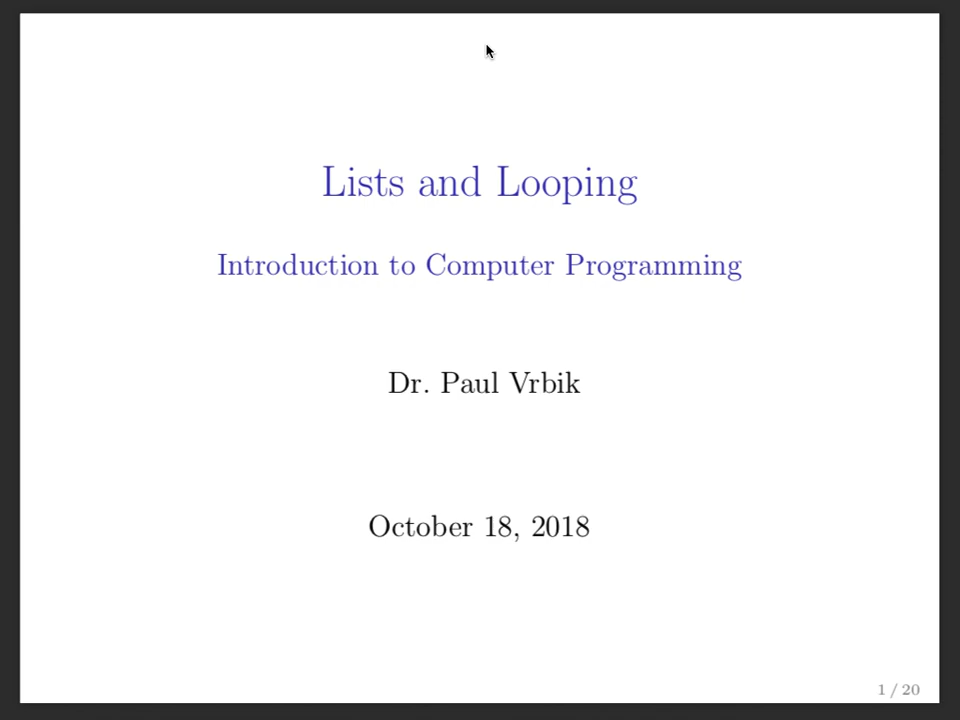 Lists and Looping
Introduction to Computer Programming
Dr. Paul Vrbik
October 18, 2018
1 / 20